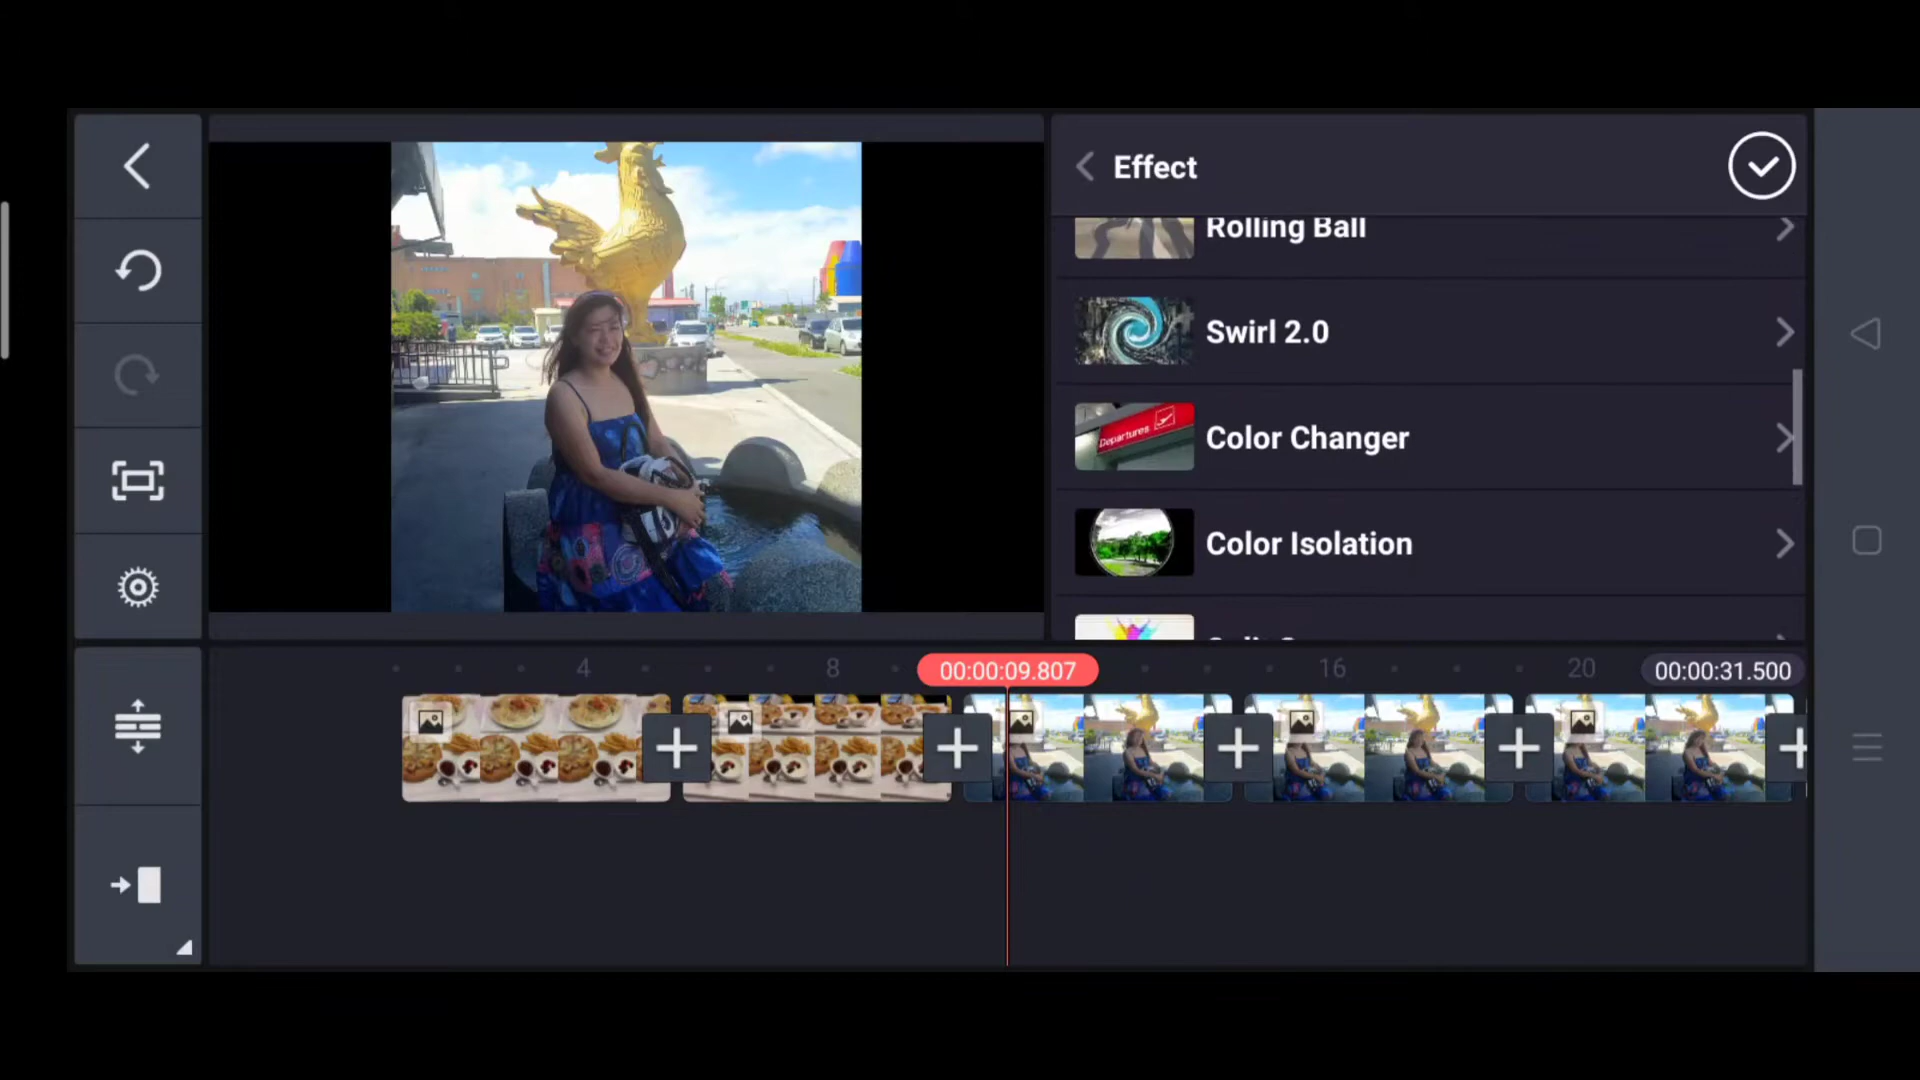 Effect
Rolling Ball
Swirl 2.0
Departures
Color Changer
Color Isolation
4
8
00:00:09.807
16
20
00:00:31.500